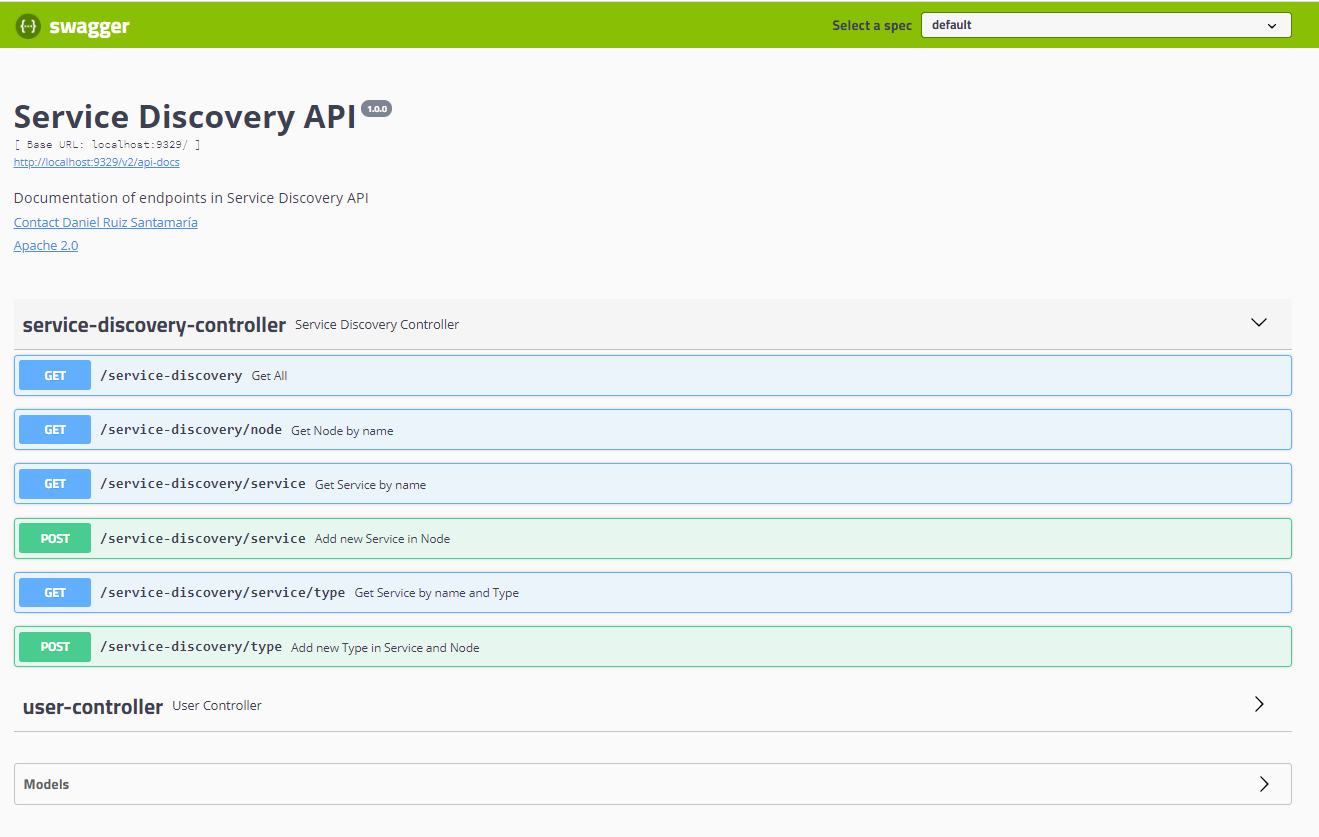 swagger Select a spec default
Service Discovery API 1.0.0
[ Base URL: localhost:9329/ ]
http://localhost:9329/v2/api-docs
Documentation of endpoints in Service Discovery API
Contact Daniel Ruiz Santamaría
Apache 2.0
service-discovery-controller Service Discovery Controller
GET /service-discovery Get All
GET /service-discovery/node Get Node by name
GET /service-discovery/service Get Service by name
POST /service-discovery/service Add new Service in Node
GET /service-discovery/service/type Get Service by name and Type
POST /service-discovery/type Add new Type in Service and Node
user-controller User Controller
Models